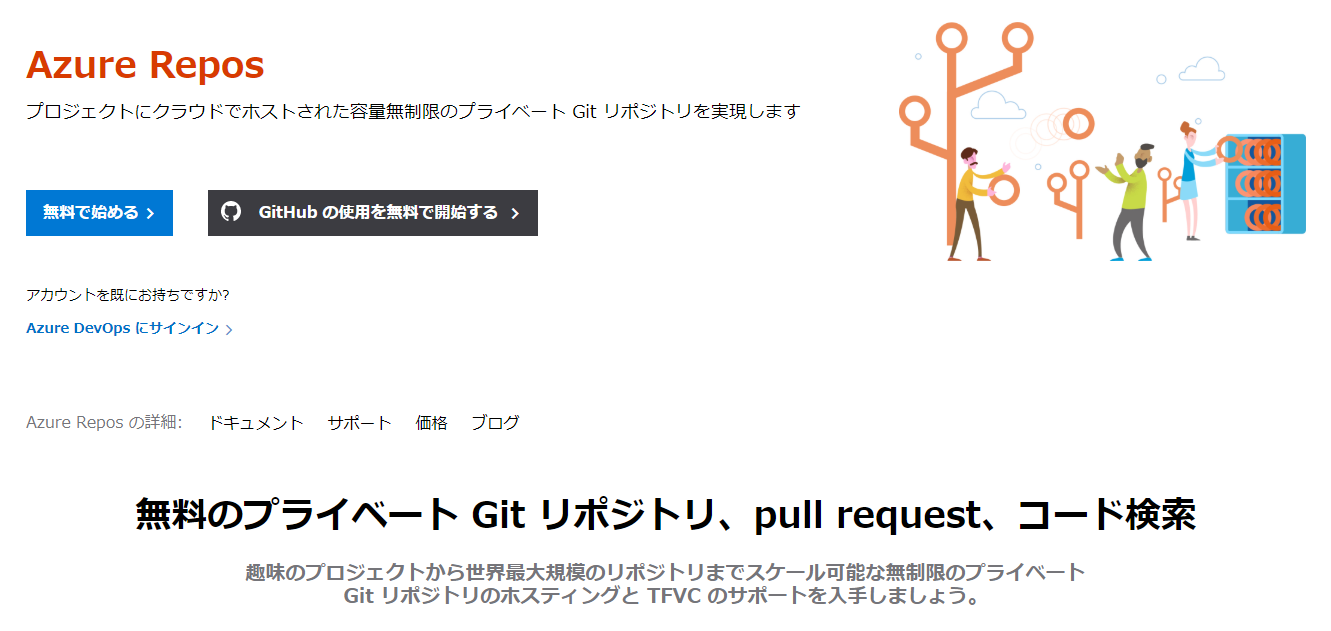 Azure Repos
プロジェクトにクラウドでホストされた容量無制限のプライベート Git リポジトリを実現します
無料で始める
GitHub の使用を無料で開始する
アカウントを既にお持ちですか?
Azure DevOps にサインイン
Azure Repos の詳細: ドキュメント サポート 価格 ブログ
無料のプライベート Git リポジトリ、pull request、コード検索
趣味のプロジェクトから世界最大規模のリポジトリまでスケール可能な無制限のプライベート
Git リポジトリのホスティングと TFVC のサポートを入手しましょう。